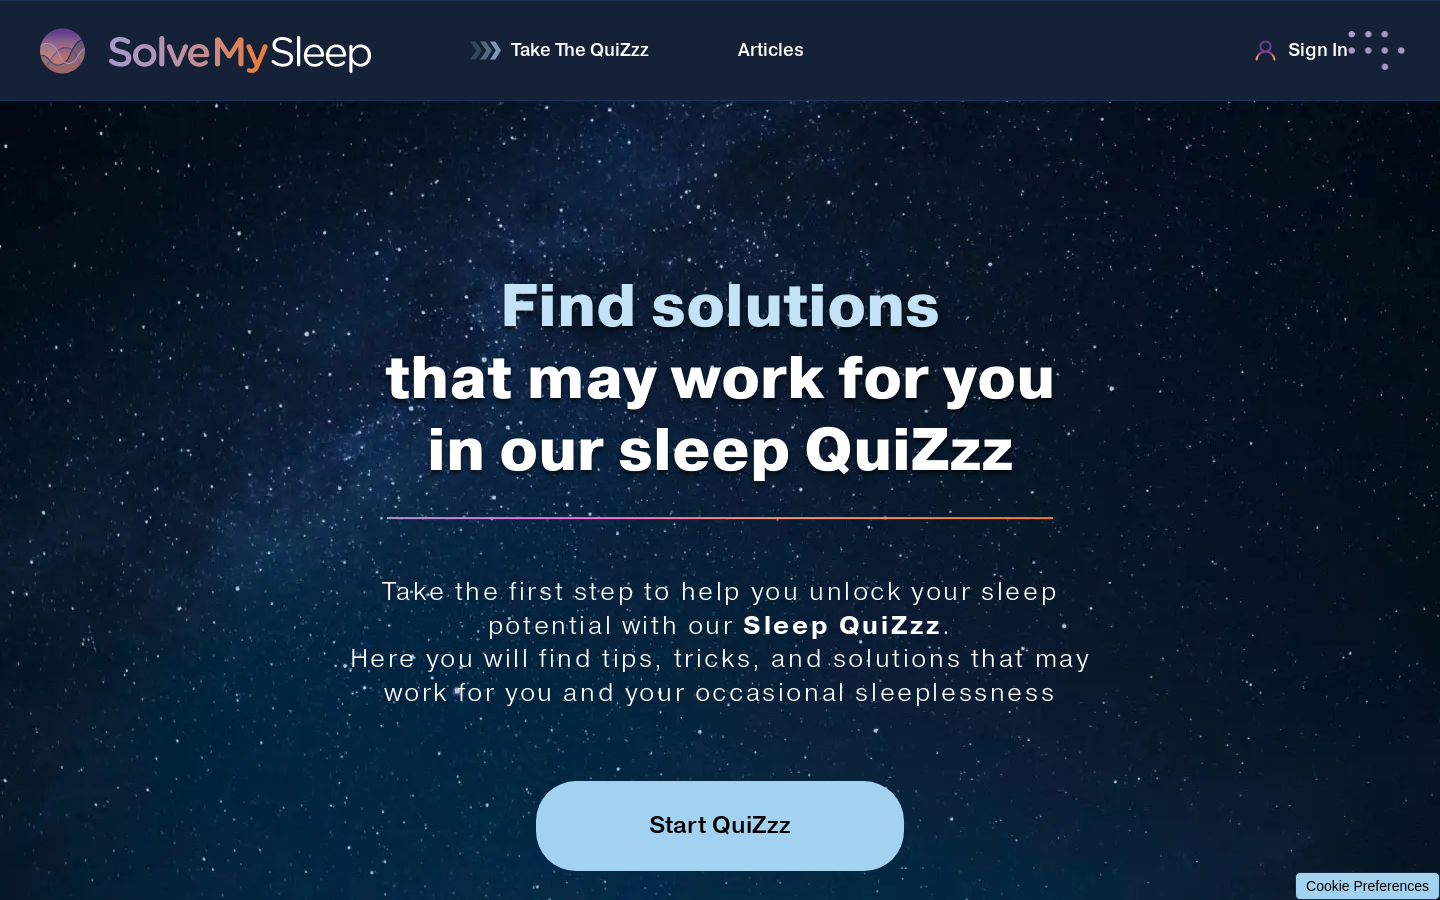 SolveMySleep
Take The QuiZzz
Articles
Sign In
Find solutions
that may work for you
in our sleep QuiZzz
Take the first step to help you unlock your sleep
potential with our Sleep QuiZzz.
Here you will find tips, tricks, and solutions that may
work for you and your occasional sleeplessness
Start QuiZzz
Cookie Preferences